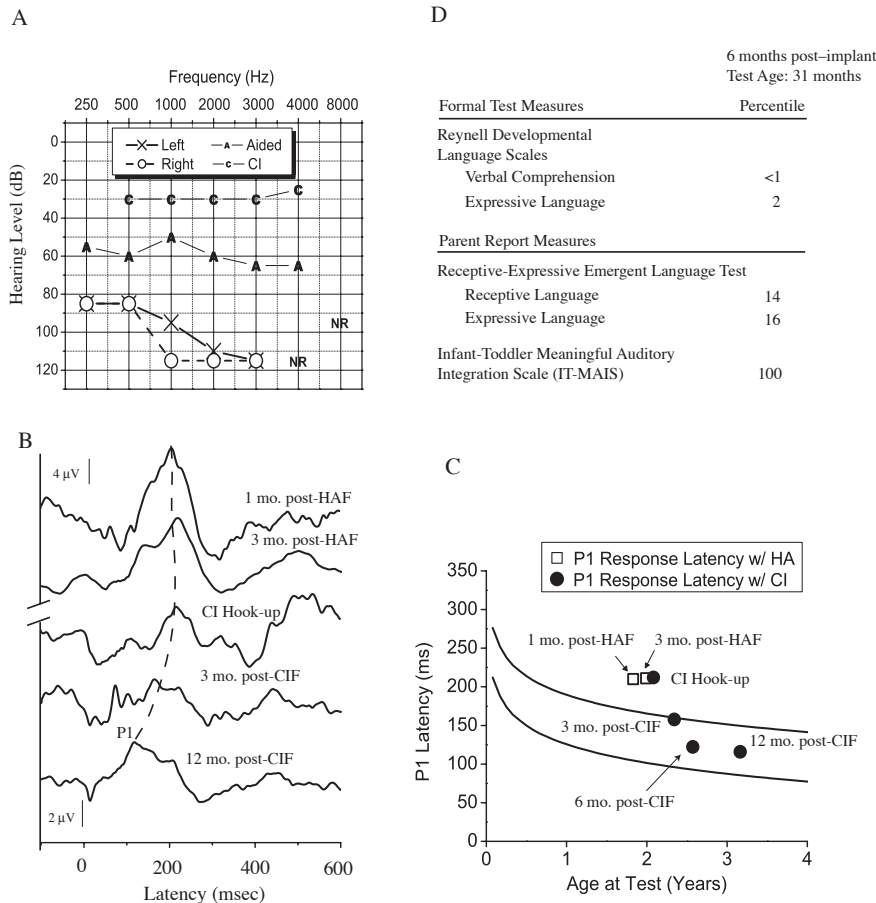 A
Frequency (Hz)
250 500 1000 2000 3000 4000 8000
Hearing Level (dB)
0
20
40
60
80
100
120
Left
Right
A Aided
C CI
C C C C C
A A A A A A
NR
NR
D
6 months post–implant
Test Age: 31 months
Formal Test Measures Percentile
Reynell Developmental
Language Scales
Verbal Comprehension <1
Expressive Language 2
Parent Report Measures
Receptive-Expressive Emergent Language Test
Receptive Language 14
Expressive Language 16
Infant-Toddler Meaningful Auditory
Integration Scale (IT-MAIS) 100
B
4 µV
1 mo. post-HAF
3 mo. post-HAF
CI Hook-up
3 mo. post-CIF
P1
12 mo. post-CIF
2 µV
0 200 400 600
Latency (msec)
C
P1 Response Latency w/ HA
P1 Response Latency w/ CI
P1 Latency (ms)
350
300
250
200
150
100
50
0
1 mo. post-HAF
3 mo. post-HAF
CI Hook-up
3 mo. post-CIF
12 mo. post-CIF
6 mo. post-CIF
0 1 2 3 4
Age at Test (Years)